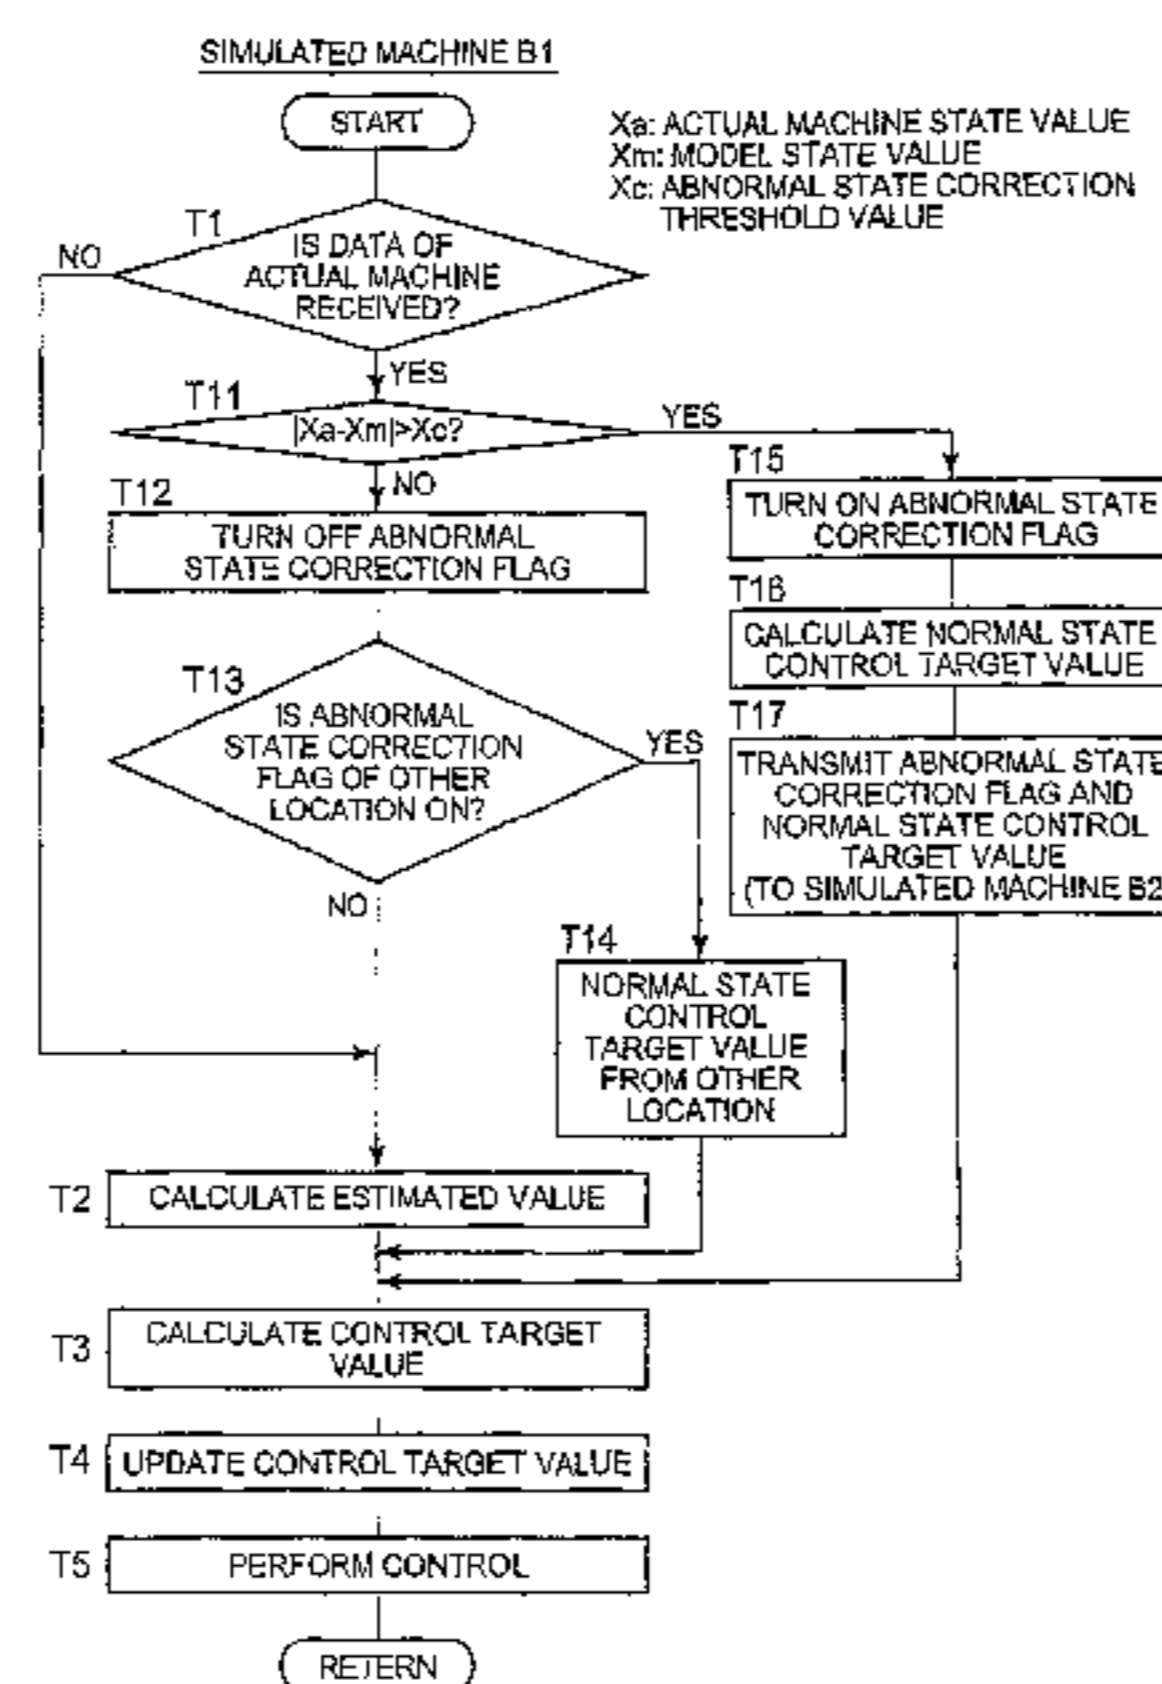 SIMULATED MACHINE B1
START
Xa: ACTUAL MACHINE STATE VALUE
Xm: MODEL STATE VALUE
Xc: ABNORMAL STATE CORRECTION
THRESHOLD VALUE
T1
NO
IS DATA OF
ACTUAL MACHINE
RECEIVED?
YES
T11
|Xa-Xm|>Xc?
YES
NO
T12
TURN OFF ABNORMAL
STATE CORRECTION FLAG
T15
TURN ON ABNORMAL STATE
CORRECTION FLAG
T16
CALCULATE NORMAL STATE
CONTROL TARGET VALUE
T13
IS ABNORMAL
STATE CORRECTION
FLAG OF OTHER
LOCATION ON?
YES
NO
T17
TRANSMIT ABNORMAL STATE
CORRECTION FLAG AND
NORMAL STATE CONTROL
TARGET VALUE
(TO SIMULATED MACHINE B2
T14
NORMAL STATE
CONTROL
TARGET VALUE
FROM OTHER
LOCATION
T2
CALCULATE ESTIMATED VALUE
T3
CALCULATE CONTROL TARGET
VALUE
T4
UPDATE CONTROL TARGET VALUE
T5
PERFORM CONTROL
RETERN